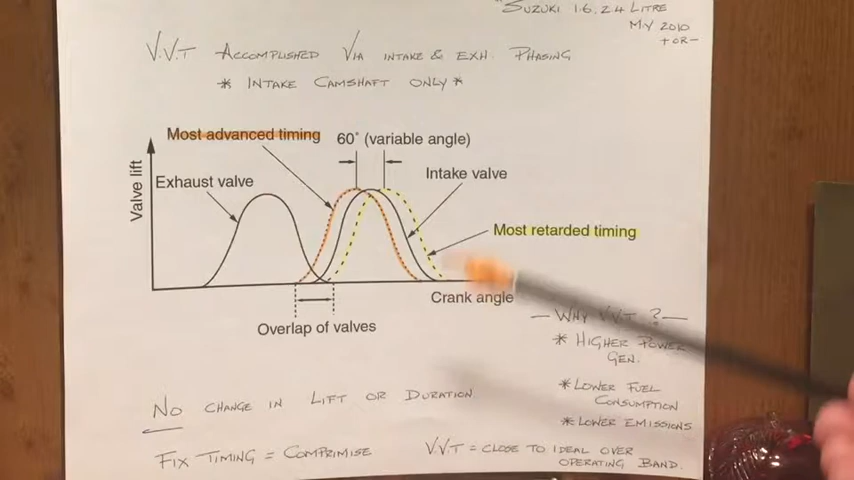 "SUZUKI 1.6, 2.4 LITRE
M.Y 2010
+ OR -
V.V.T ACCOMPLISHED VIA INTAKE & EXH. PHASING
* INTAKE CAMSHAFT ONLY *
Most advanced timing
60° (variable angle)
Exhaust valve
Intake valve
Valve lift
Most retarded timing
Crank angle
Overlap of valves
— WHY V.V.T ? —
* HIGHER POWER
GEN.
* LOWER FUEL
CONSUMPTION
* LOWER EMISSIONS
NO CHANGE IN LIFT OR DURATION
FIX TIMING = COMPRIMISE
V.V.T = CLOSE TO IDEAL OVER
OPERATING BAND.